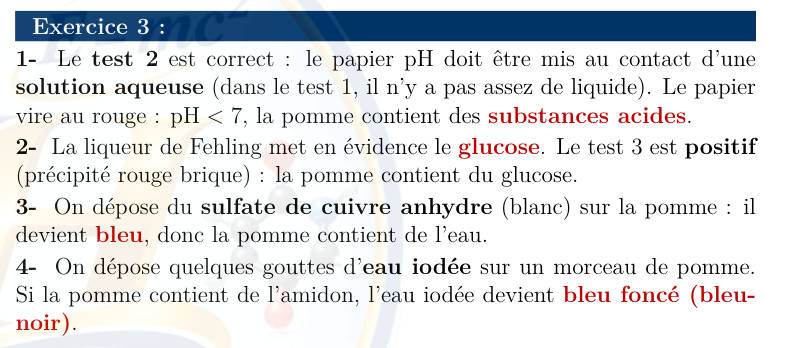 Exercice 3 :
1- Le test 2 est correct : le papier pH doit être mis au contact d'une
solution aqueuse (dans le test 1, il n'y a pas assez de liquide). Le papier
vire au rouge : pH < 7, la pomme contient des substances acides.
2- La liqueur de Fehling met en évidence le glucose. Le test 3 est positif
(précipité rouge brique) : la pomme contient du glucose.
3- On dépose du sulfate de cuivre anhydre (blanc) sur la pomme : il
devient bleu, donc la pomme contient de l'eau.
4- On dépose quelques gouttes d'eau iodée sur un morceau de pomme.
Si la pomme contient de l'amidon, l'eau iodée devient bleu foncé (bleu-
noir).